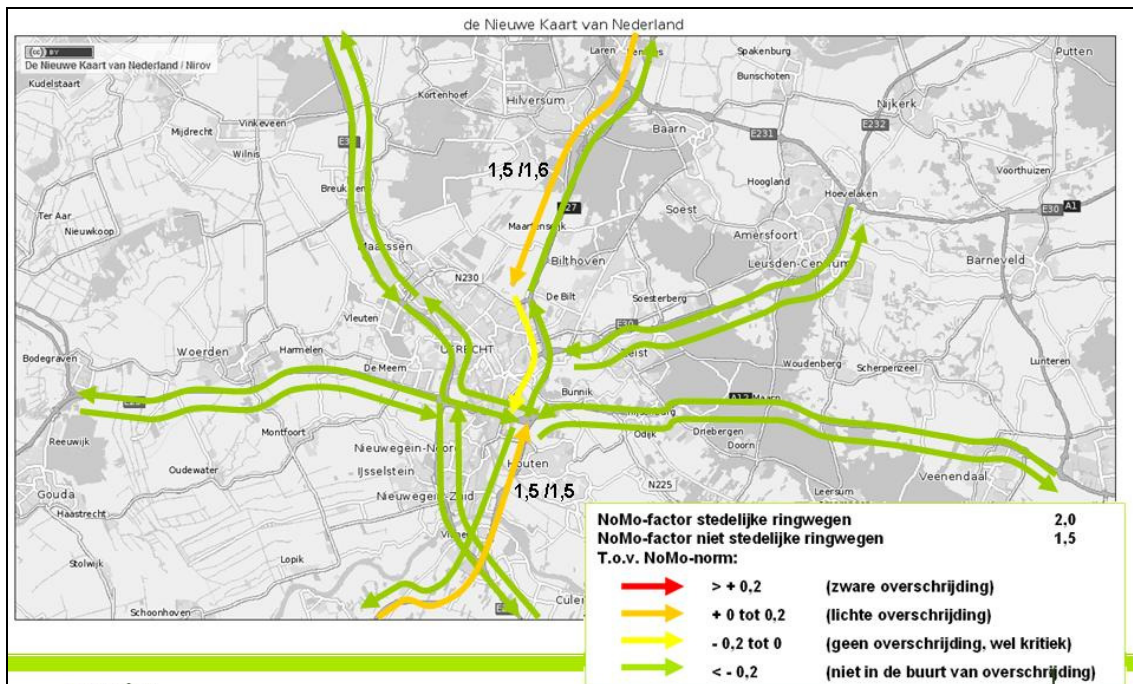 de Nieuwe Kaart van Nederland
(cc) BY
De Nieuwe Kaart van Nederland / Nirov
Kudelstaart
Laren
Spakenburg
Putten
Bunschoten
Kortenhoef
Hilversum
Nijkerk
Vinkeveen
Mijdrecht
Baarn
E231
E232
Wilnis
Voorthuizen
1,5 /1,6
Hoogland
Breukelen
Hoevelaken
Ter Aar
Soest
E30 A1
Nieuwkoop
Maartensdijk
Amersfoort
Maarssen
Bilthoven
Leusden-Centrum
Barneveld
N230
De Bilt
Soesterberg
Vleuten
E30
Woerden
Harmelen
UTRECHT
Zeist
Bodegraven
De Meern
Woudenberg
Scherpenzeel
Lunteren
Bunnik
A12 Maarn
Reeuwijk
Montfoort
Nieuwegein-Noord
Odijk
Driebergen
Doorn
Oudewater
IJsselstein
Houten
Veenendaal
Gouda
Nieuwegein-Zuid
1,5 /1,5
N225
Leersum
Haastrecht
Stolwijk
Lopik
Schoonhoven
NoMo-factor stedelijke ringwegen 2,0
NoMo-factor niet stedelijke ringwegen 1,5
T.o.v. NoMo-norm:
> + 0,2 (zware overschrijding)
+ 0 tot 0,2 (lichte overschrijding)
- 0,2 tot 0 (geen overschrijding, wel kritiek)
< - 0,2 (niet in de buurt van overschrijding)